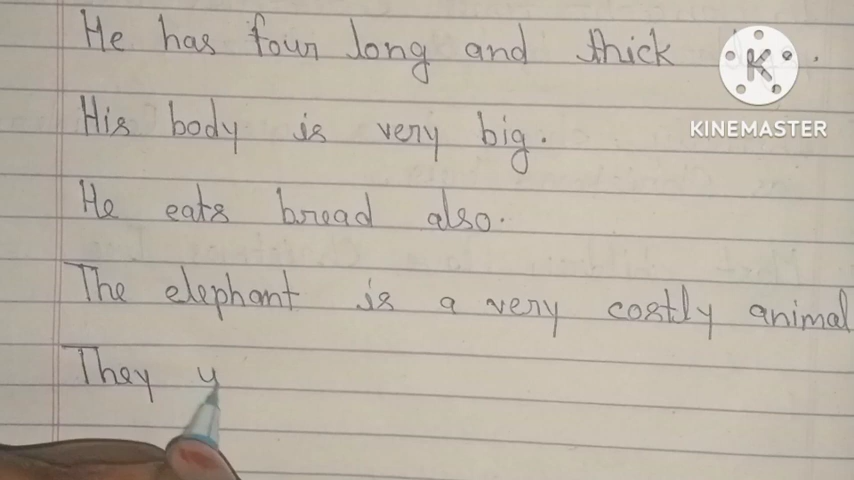 He has four long and thick
KINEMASTER
His body is very big.
He eats bread also.
The elephant is a very costly animal
They